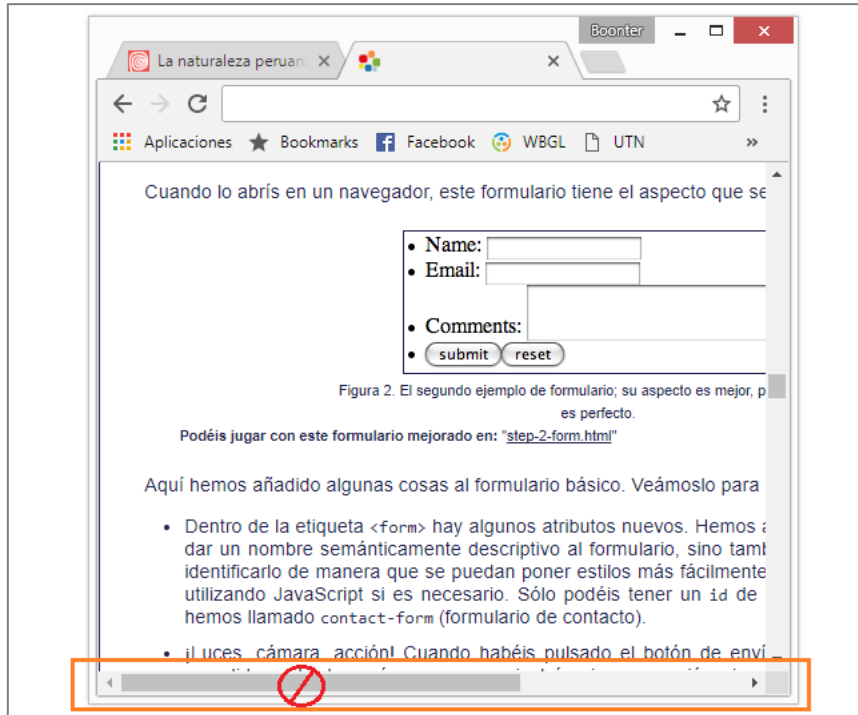 Boonter
La naturaleza peruan
Aplicaciones Bookmarks Facebook WBGL UTN »
Cuando lo abrís en un navegador, este formulario tiene el aspecto que se
• Name:
• Email:
• Comments:
• submit reset
Figura 2. El segundo ejemplo de formulario; su aspecto es mejor, p
es perfecto.
Podéis jugar con este formulario mejorado en: "step-2-form.html"
Aquí hemos añadido algunas cosas al formulario básico. Veámoslo para
• Dentro de la etiqueta <form> hay algunos atributos nuevos. Hemos a
dar un nombre semánticamente descriptivo al formulario, sino tamb
identificarlo de manera que se puedan poner estilos más fácilmente
utilizando JavaScript si es necesario. Sólo podéis tener un id de
hemos llamado contact-form (formulario de contacto).
• ¡Luces, cámara, acción! Cuando habéis pulsado el botón de enví